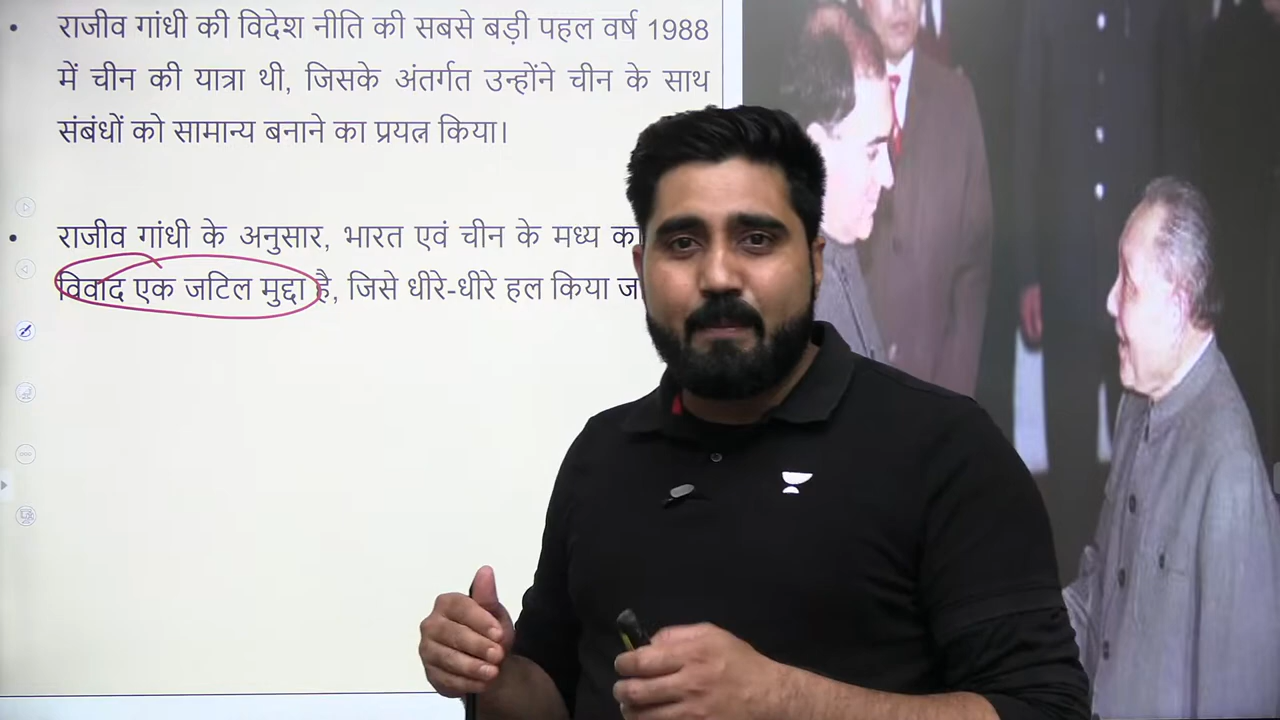 • राजीव गांधी की विदेश नीति की सबसे बड़ी पहल वर्ष 1988
में चीन की यात्रा थी, जिसके अंतर्गत उन्होंने चीन के साथ
संबंधों को सामान्य बनाने का प्रयत्न किया।
• राजीव गांधी के अनुसार, भारत एवं चीन के मध्य
विवाद एक जटिल मुद्दा है, जिसे धीरे-धीरे हल किया